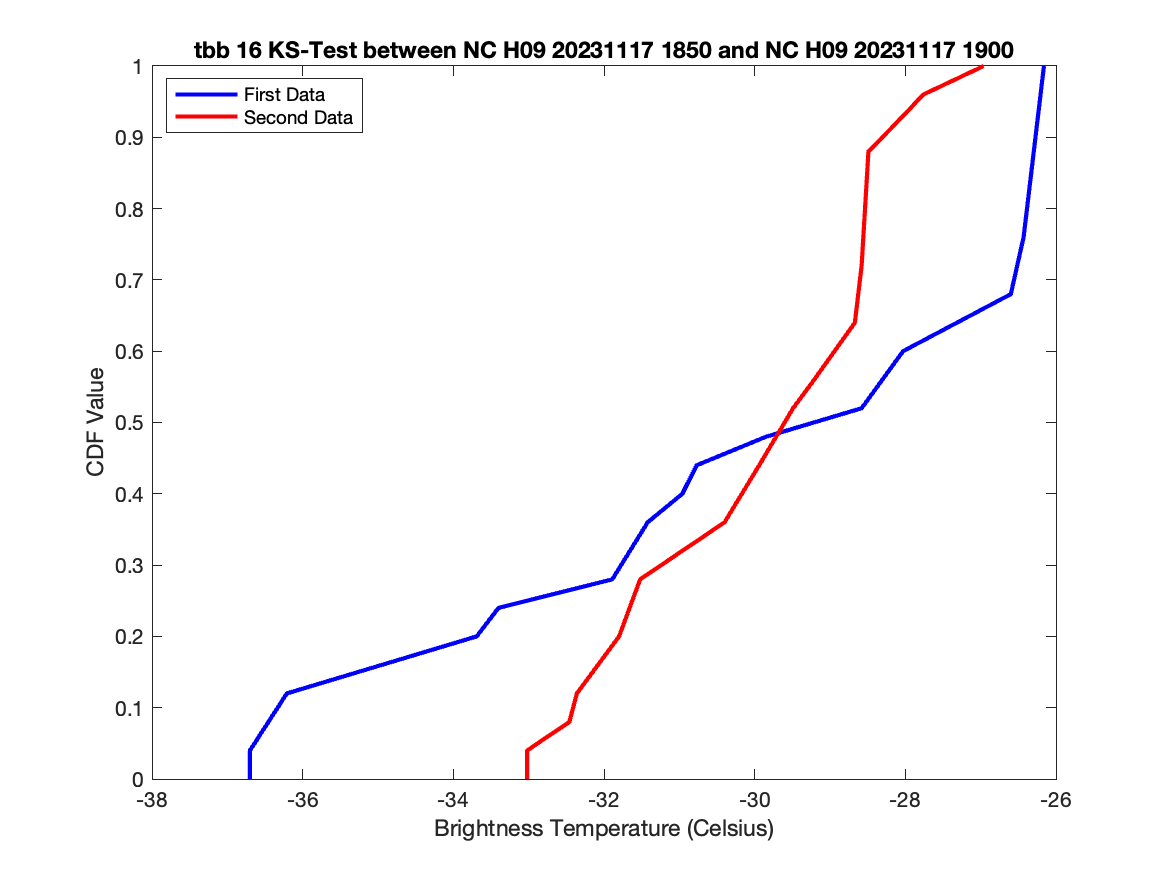 tbb 16 KS-Test between NC H09 20231117 1850 and NC H09 20231117 1900
First Data
Second Data
1
0.9
0.8
0.7
0.6
0.5
0.4
0.3
0.2
0.1
0
CDF Value
-38 -36 -34 -32 -30 -28 -26
Brightness Temperature (Celsius)